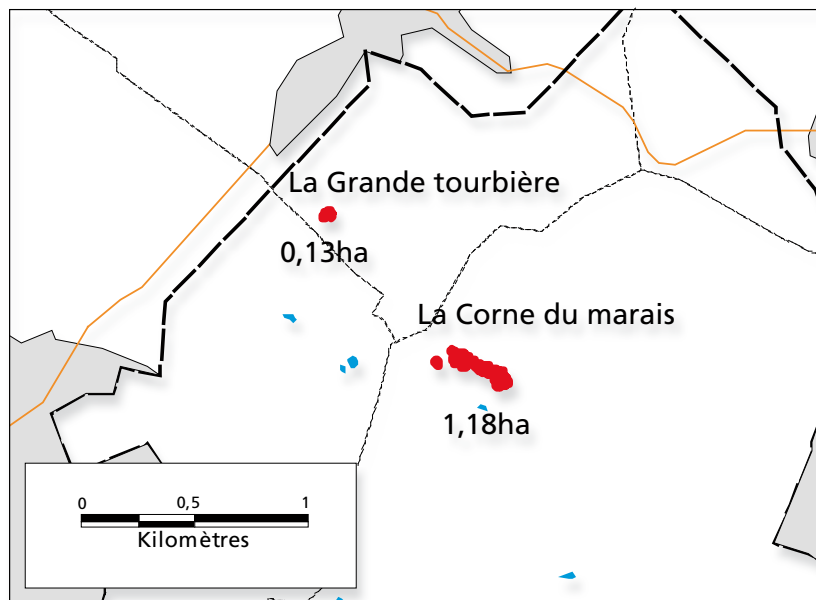 La Grande tourbière
0,13ha
La Corne du marais
1,18ha
0 0,5 1
Kilomètres